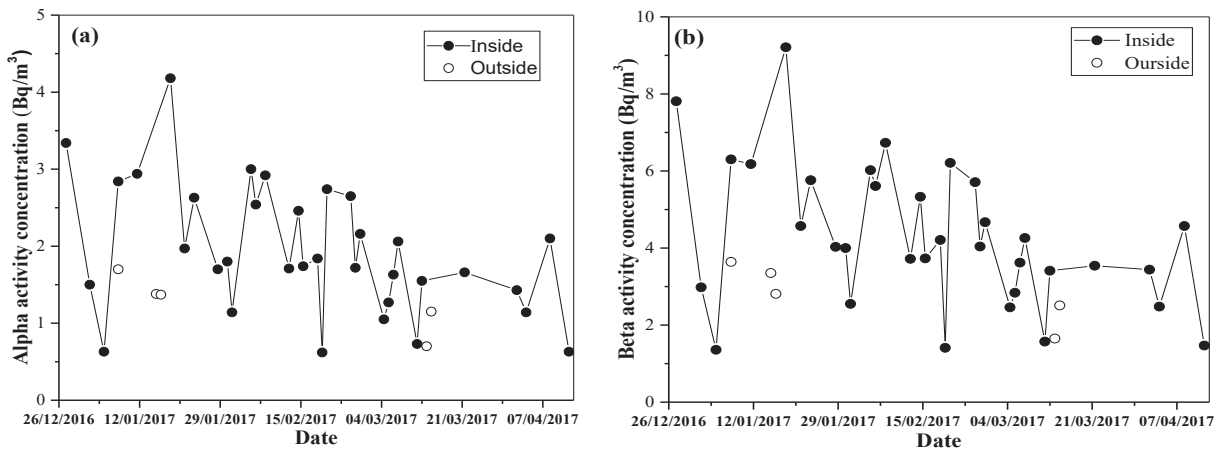 (a)
Inside
Outside
Alpha activity concentration (Bq/m³)
5
4
3
2
1
0
26/12/2016 12/01/2017 29/01/2017 15/02/2017 04/03/2017 21/03/2017 07/04/2017
Date
(b)
Inside
Ourside
Beta activity concentration (Bq/m³)
10
8
6
4
2
0
26/12/2016 12/01/2017 29/01/2017 15/02/2017 04/03/2017 21/03/2017 07/04/2017
Date